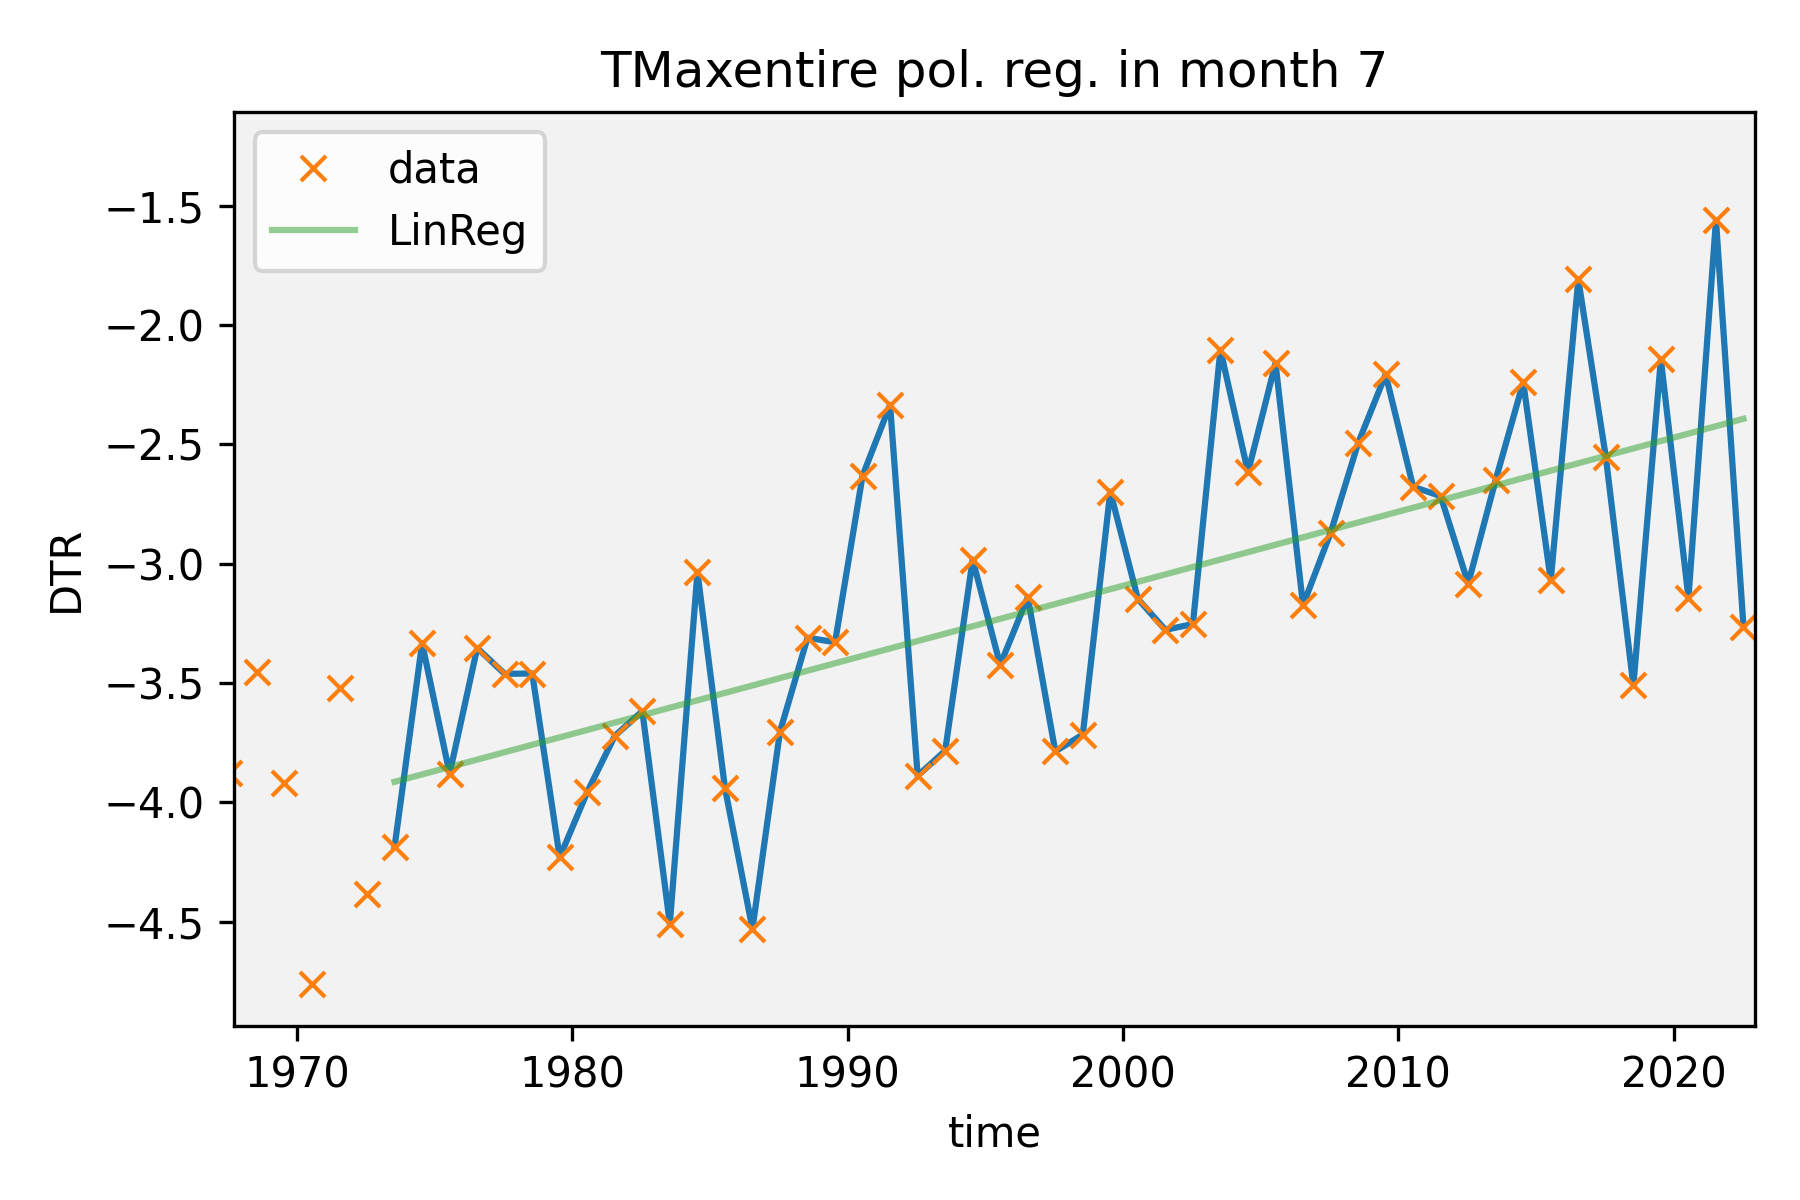 TMaxentire pol. reg. in month 7
data
LinReg
DTR
−1.5
−2.0
−2.5
−3.0
−3.5
−4.0
−4.5
1970 1980 1990 2000 2010 2020
time